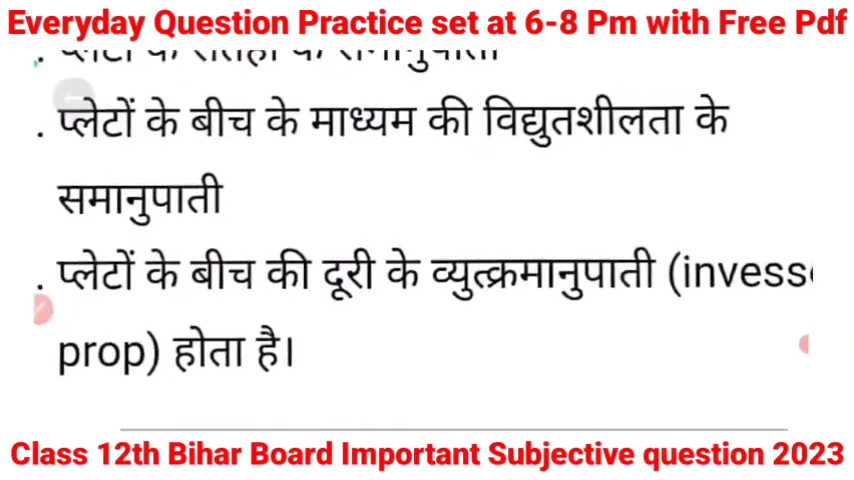 Everyday Question Practice set at 6-8 Pm with Free Pdf
. प्लेटों के बीच के माध्यम की विद्युतशीलता के
समानुपाती
. प्लेटों के बीच की दूरी के व्युत्क्रमानुपाती (invess
prop) होता है।
Class 12th Bihar Board Important Subjective question 2023